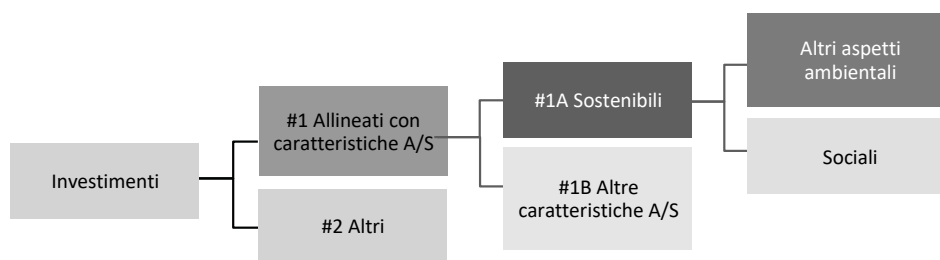 Investimenti
#1 Allineati con
caratteristiche A/S
#2 Altri
#1A Sostenibili
#1B Altre
caratteristiche A/S
Altri aspetti
ambientali
Sociali